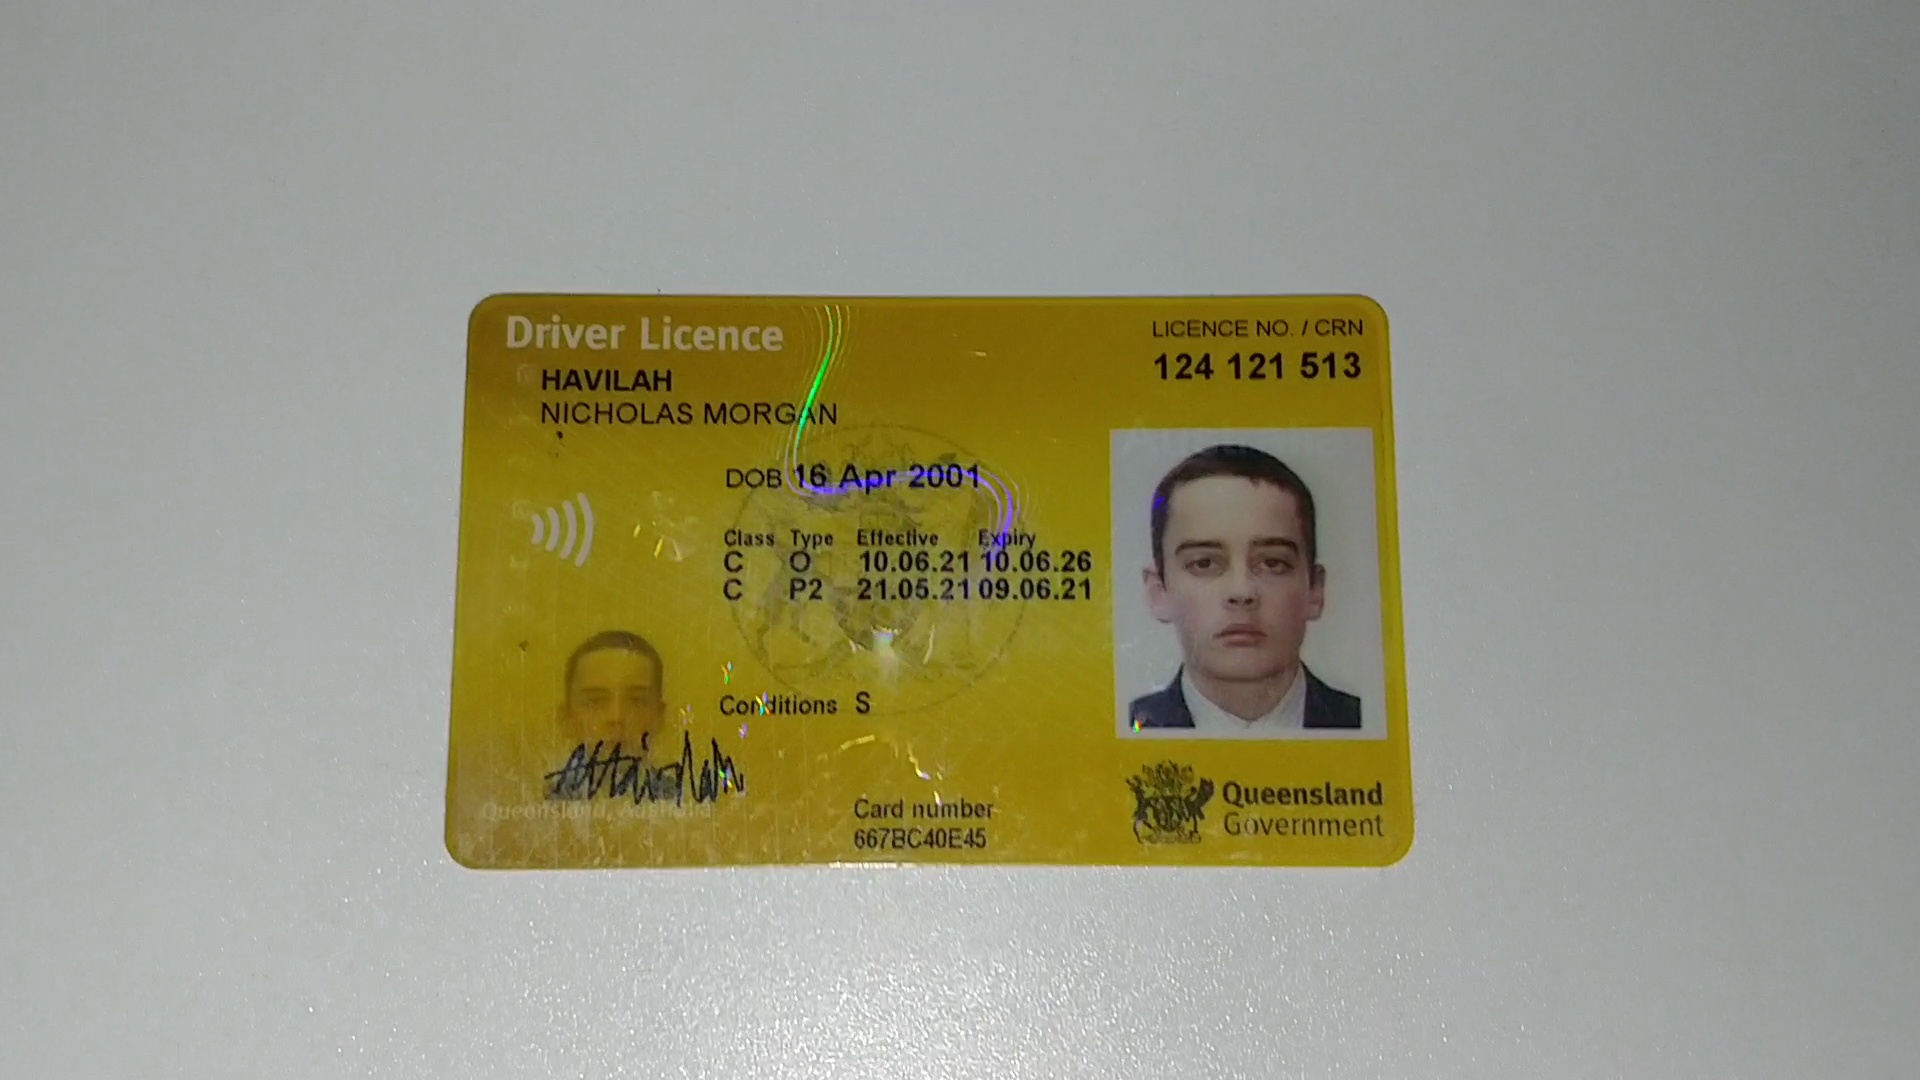 Driver Licence
HAVILAH
NICHOLAS MORGAN
LICENCE NO. / CRN
124 121 513
DOB 16 Apr 2001
Class Type Effective Expiry
C O 10.06.21 10.06.26
C P2 21.05.21 09.06.21
Conditions S
Queensland, Australia
Card number
667BC40E45
Queensland
Government